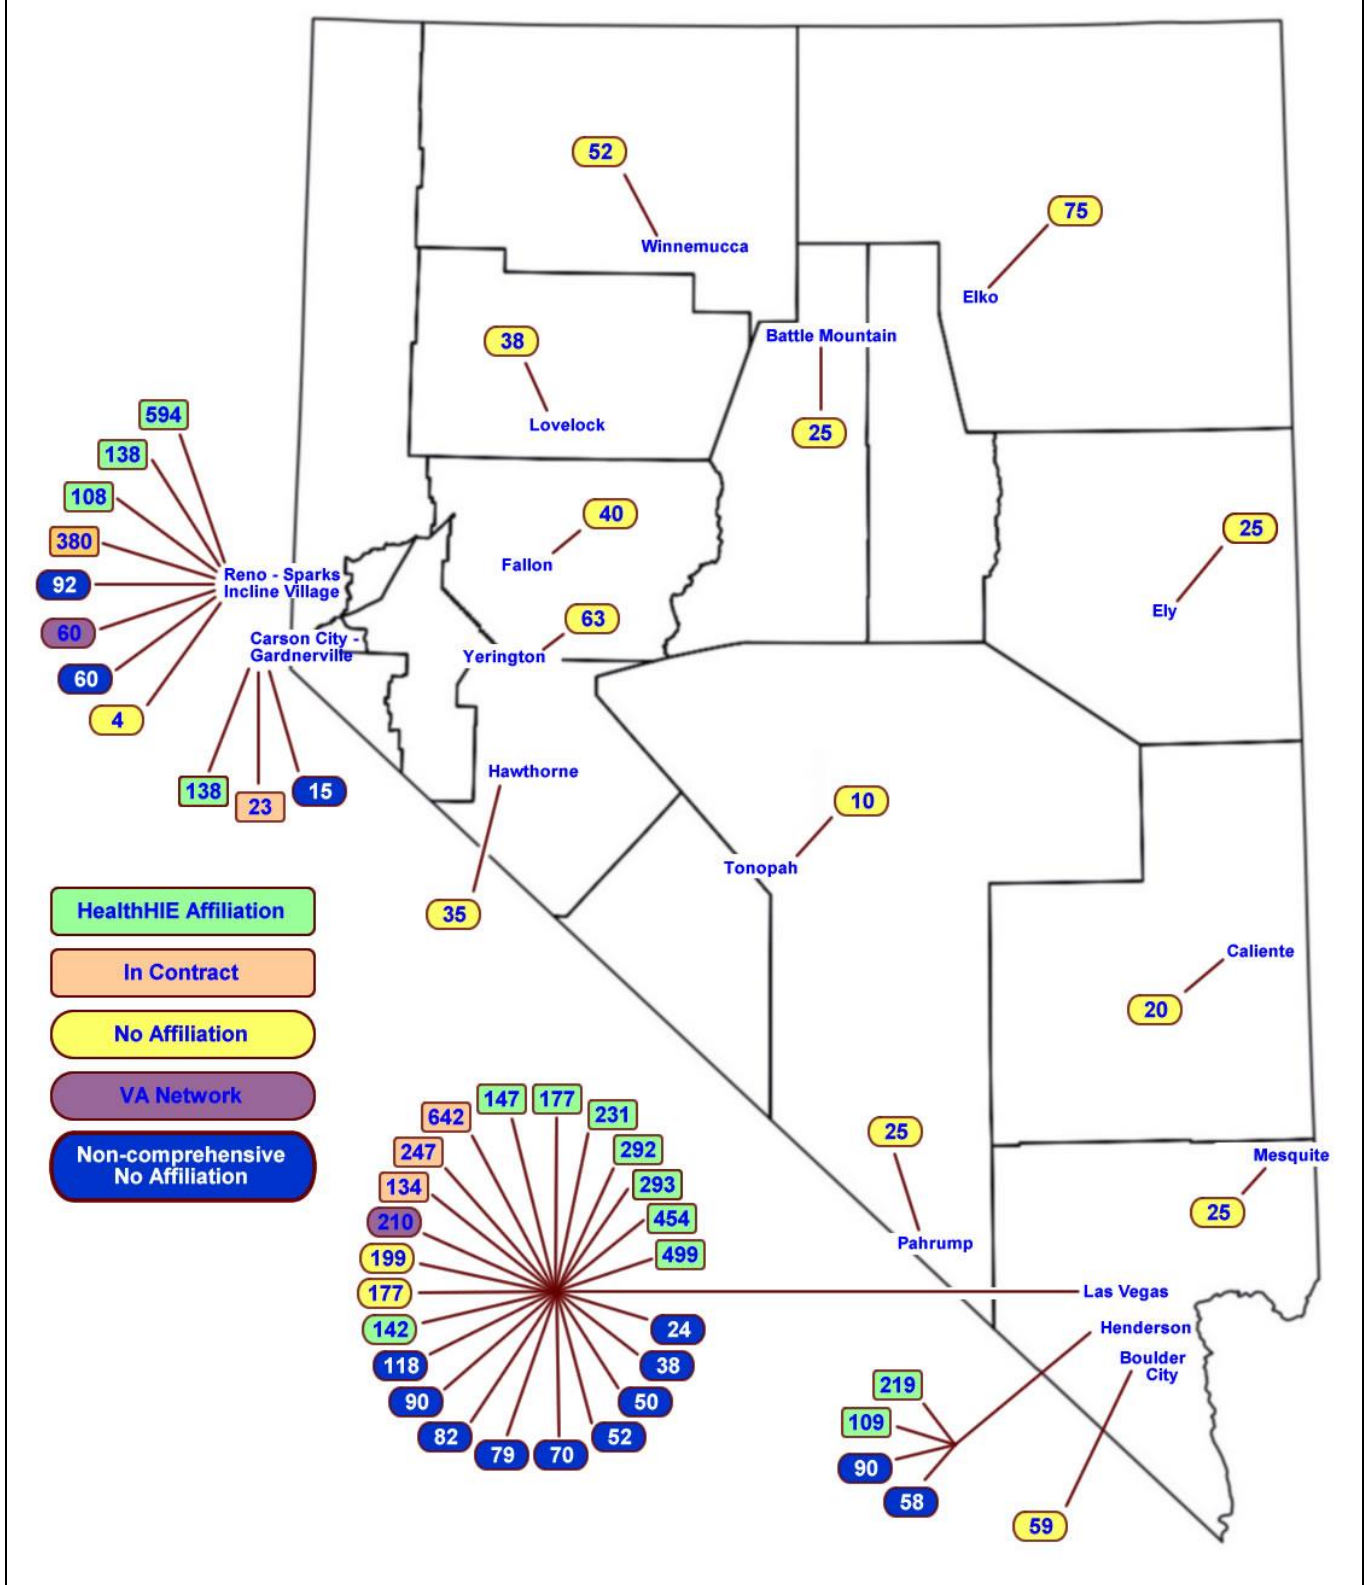 52
Winnemucca
75
Elko
38
Lovelock
Battle Mountain
25
594
138
108
380
92
60
60
4
Reno - Sparks
Incline Village
Carson City -
Gardnerville
138
23
15
40
Fallon
63
Yerington
25
Ely
Hawthorne
35
10
Tonopah
Caliente
20
HealthHIE Affiliation
In Contract
No Affiliation
VA Network
Non-comprehensive
No Affiliation
25
Pahrump
Mesquite
25
642
247
134
210
199
177
142
118
90
82
79
70
52
50
38
24
499
454
293
292
231
177
147
Las Vegas
Henderson
Boulder
City
219
109
90
58
59